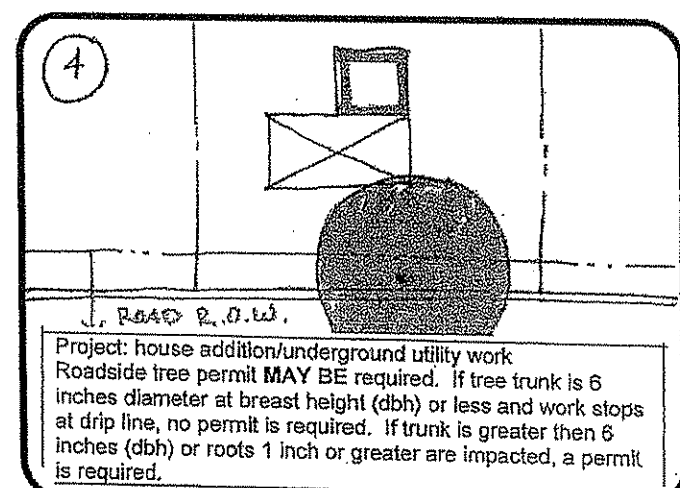 4
ROAD R.O.W.
Project: house addition/underground utility work
Roadside tree permit MAY BE required. If tree trunk is 6
inches diameter at breast height (dbh) or less and work stops
at drip line, no permit is required. If trunk is greater then 6
inches (dbh) or roots 1 inch or greater are impacted, a permit
is required.